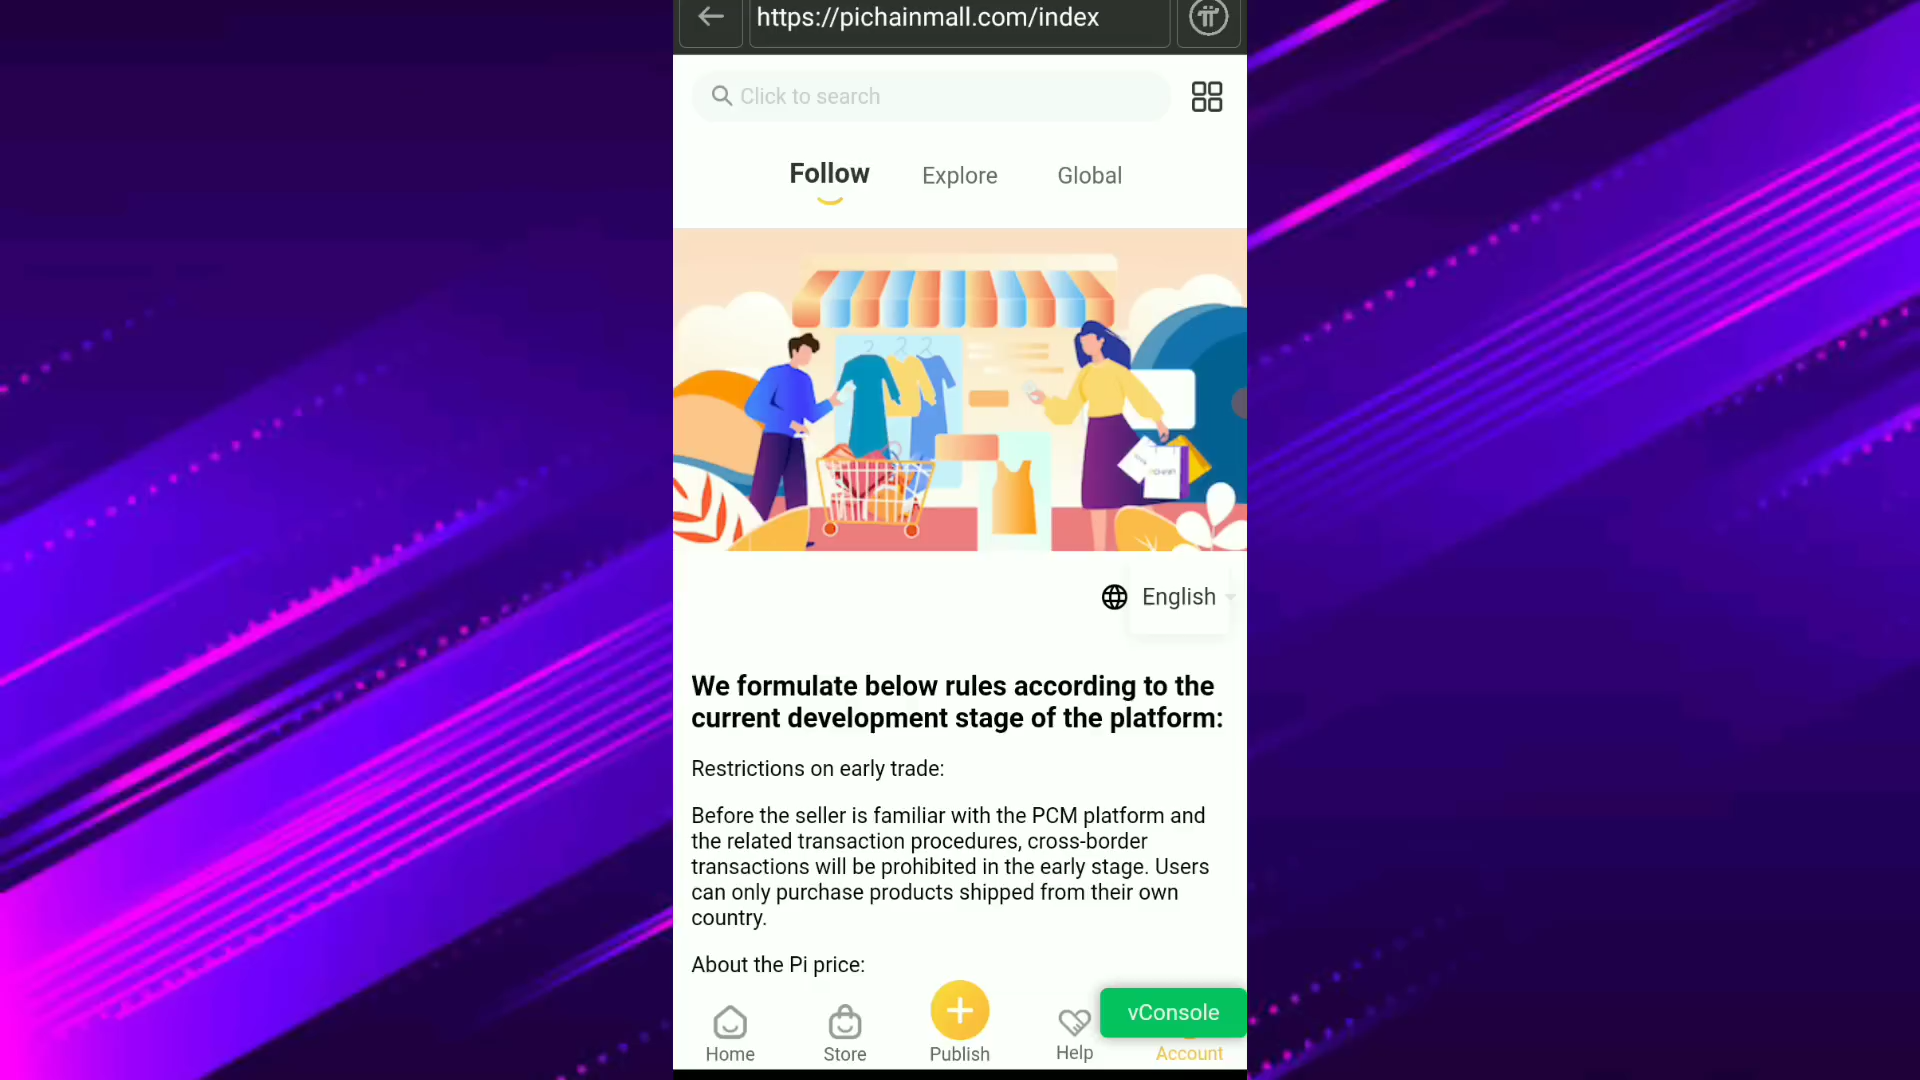 https://pichainmall.com/index
Click to search
Follow
Explore
Global
English
We formulate below rules according to the
current development stage of the platform:
Restrictions on early trade:
Before the seller is familiar with the PCM platform and
the related transaction procedures, cross-border
transactions will be prohibited in the early stage. Users
can only purchase products shipped from their own
country.
About the Pi price:
vConsole
Home
Store
Publish
Help
Account